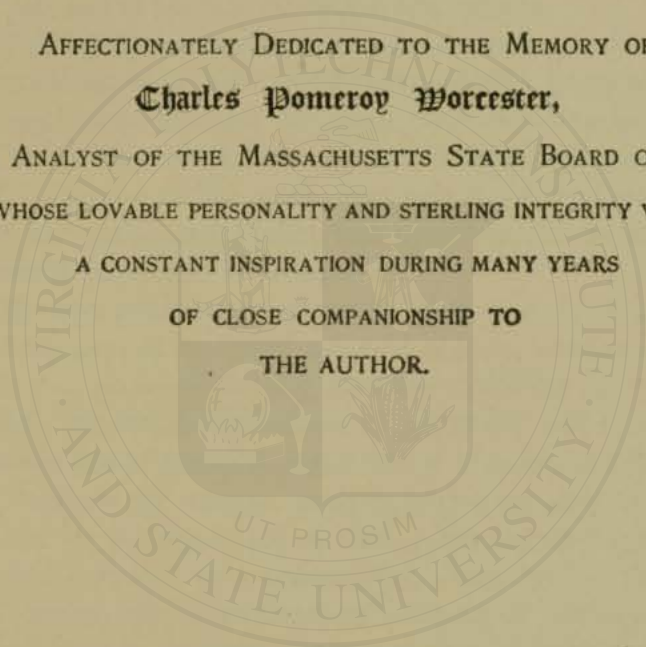 AFFECTIONATELY DEDICATED TO THE MEMORY O
Charles Pomeroy Worcester,
ANALYST OF THE MASSACHUSETTS STATE BOARD O
WHOSE LOVABLE PERSONALITY AND STERLING INTEGRITY
A CONSTANT INSPIRATION DURING MANY YEARS
OF CLOSE COMPANIONSHIP TO
THE AUTHOR.
VIRGINIA POLYTECHNIC INSTITUTE
AND STATE UNIVERSITY
UT PROSIM